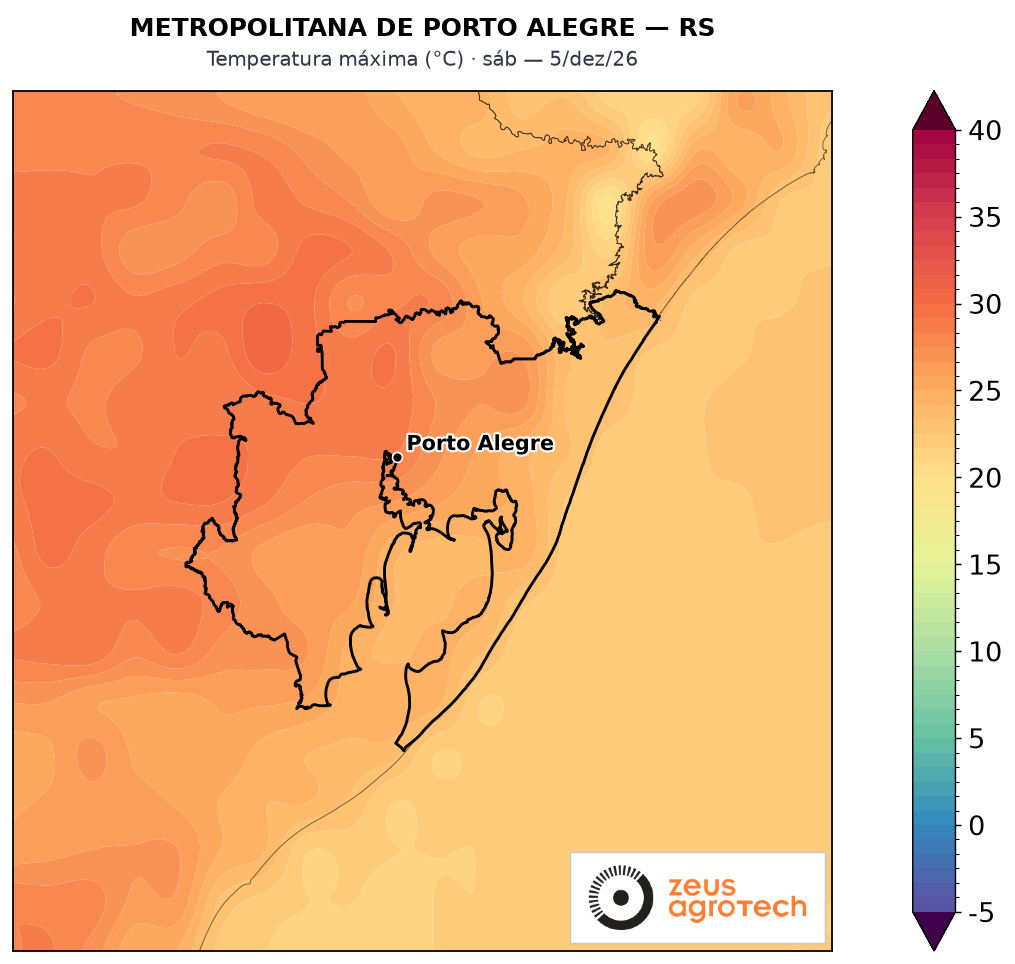 METROPOLITANA DE PORTO ALEGRE — RS
Temperatura máxima (°C) · sáb — 5/dez/26
40
35
30
25
20
15
10
5
0
-5
Porto Alegre
zeus
agrotech